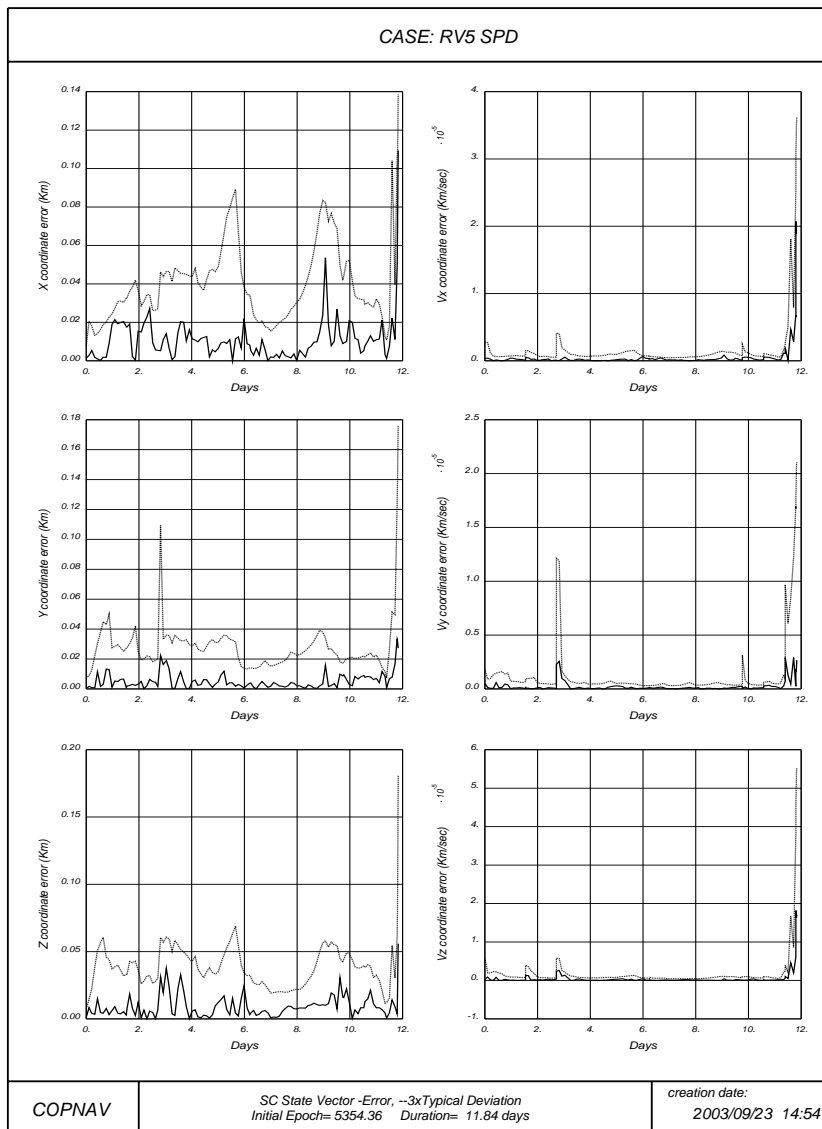 CASE: RV5 SPD
X coordinate error (Km)
0.14
0.12
0.10
0.08
0.06
0.04
0.02
0.00
0. 2. 4. 6. 8. 10. 12.
Days
Vx coordinate error (Km/sec) ·10⁻⁵
4.
3.
2.
1.
0.
0. 2. 4. 6. 8. 10. 12.
Days
Y coordinate error (Km)
0.18
0.16
0.14
0.12
0.10
0.08
0.06
0.04
0.02
0.00
0. 2. 4. 6. 8. 10. 12.
Days
Vy coordinate error (Km/sec) ·10⁻⁵
2.5
2.0
1.5
1.0
0.5
0.0
0. 2. 4. 6. 8. 10. 12.
Days
Z coordinate error (Km)
0.20
0.15
0.10
0.05
0.00
0. 2. 4. 6. 8. 10. 12.
Days
Vz coordinate error (Km/sec) ·10⁻⁵
6.
5.
4.
3.
2.
1.
0.
-1.
0. 2. 4. 6. 8. 10. 12.
Days
COPNAV
SC State Vector -Error, --3xTypical Deviation
Initial Epoch= 5354.36 Duration= 11.84 days
creation date:
2003/09/23 14:54